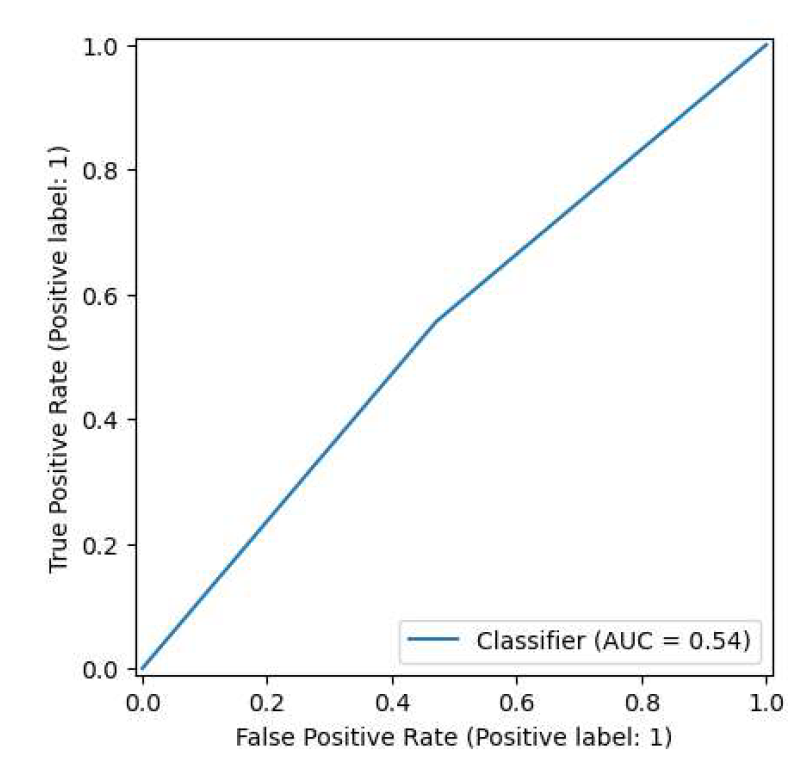 1.0
0.8
0.6
0.4
0.2
0.0
True Positive Rate (Positive label: 1)
Classifier (AUC = 0.54)
0.0 0.2 0.4 0.6 0.8 1.0
False Positive Rate (Positive label: 1)